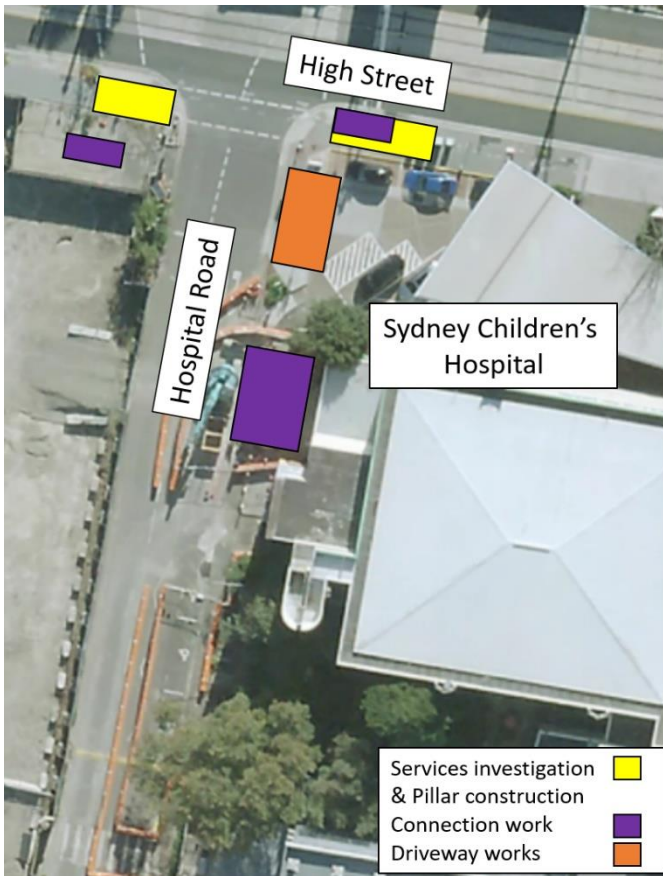 High Street
Hospital Road
Sydney Children's
Hospital
Services investigation
& Pillar construction
Connection work
Driveway works